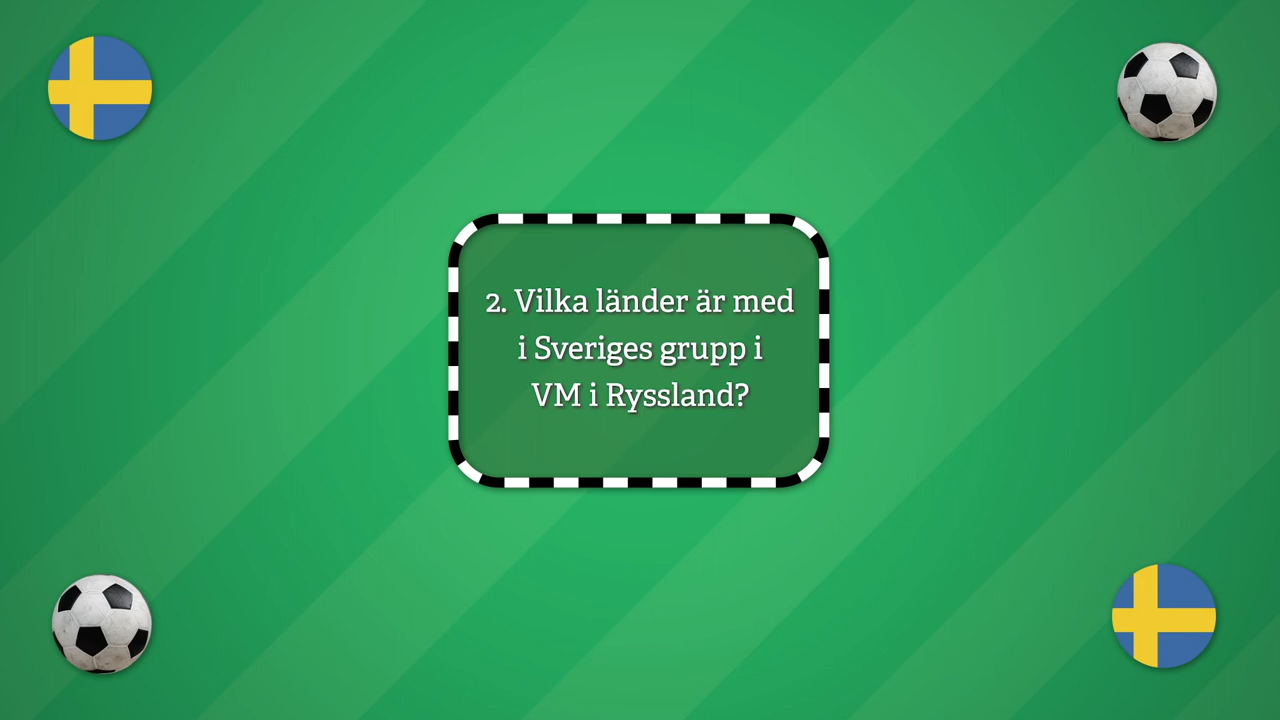 2. Vilka länder är med
i Sveriges grupp i
VM i Ryssland?